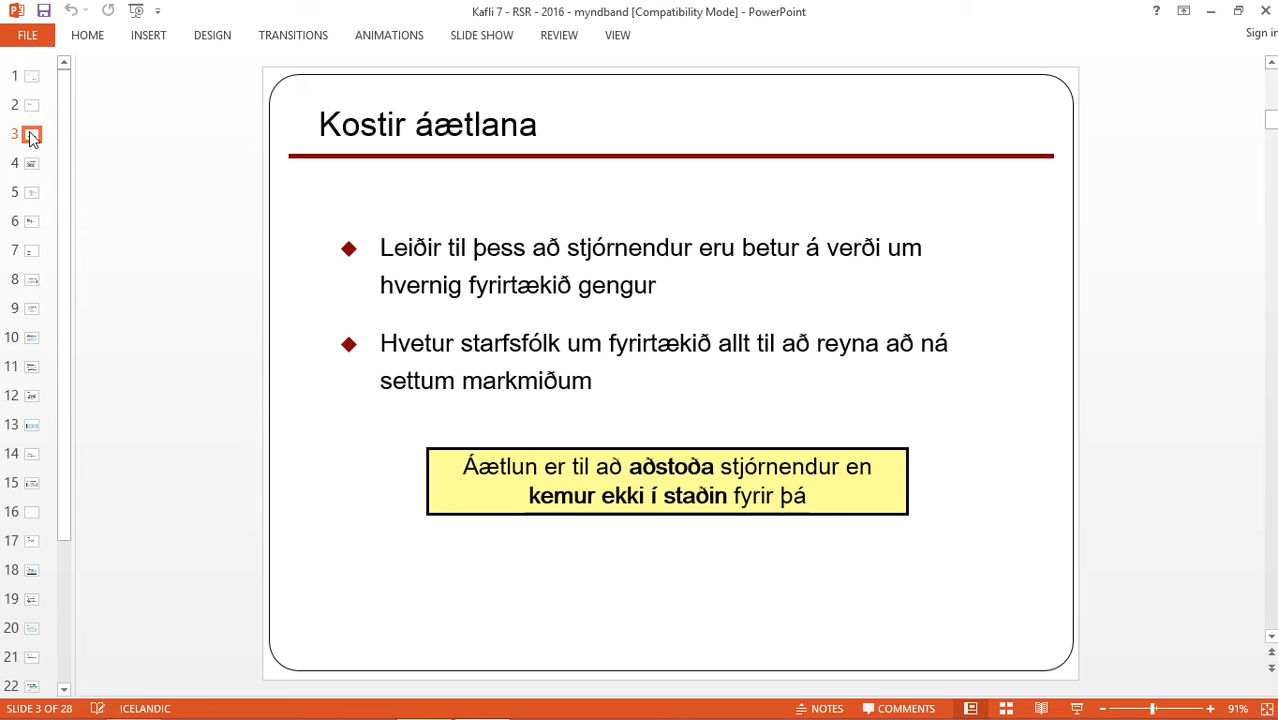 Kafli 7 - RSR - 2016 - myndband [Compatibility Mode] - PowerPoint
?
FILE HOME INSERT DESIGN TRANSITIONS ANIMATIONS SLIDE SHOW REVIEW VIEW Sign in
1
2
3
4
5
6
7
8
9
10
11
12
13
14
15
16
17
18
19
20
21
22
Kostir áætlana
Leiðir til þess að stjórnendur eru betur á verði um
hvernig fyrirtækið gengur
Hvetur starfsfólk um fyrirtækið allt til að reyna að ná
settum markmiðum
Áætlun er til að aðstoða stjórnendur en
kemur ekki í staðin fyrir þá
SLIDE 3 OF 28 ICELANDIC NOTES COMMENTS 91%